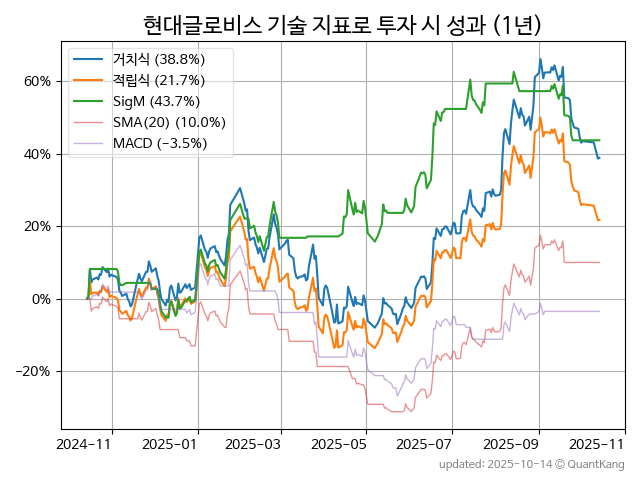 현대글로비스 기술 지표로 투자 시 성과 (1년)
거치식 (38.8%)
적립식 (21.7%)
SigM (43.7%)
SMA(20) (10.0%)
MACD (−3.5%)
60%
40%
20%
0%
−20%
2024-11 2025-01 2025-03 2025-05 2025-07 2025-09 2025-11
updated: 2025-10-14 © QuantKang